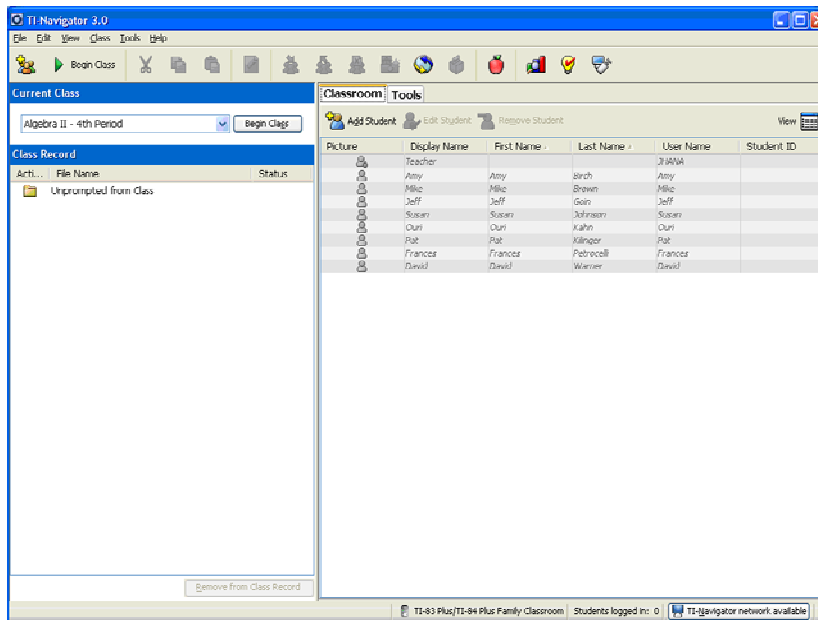 TI-Navigator 3.0
File Edit View Class Tools Help
Begin Class
Current Class
Algebra II - 4th Period Begin Class
Class Record
Acti... File Name Status
Unprompted from Class
Remove from Class Record
Classroom Tools
Add Student Edit Student Remove Student View
Picture Display Name First Name Last Name User Name Student ID
Teacher JHANA
Amy Amy Birch Amy
Mike Mike Brown Mike
Jeff Jeff Goin Jeff
Susan Susan Johnson Susan
Ouri Ouri Kahn Ouri
Pat Pat Kilinger Pat
Frances Frances Petrocelli Frances
David David Warner David
TI-83 Plus/TI-84 Plus Family Classroom Students logged in: 0 TI-Navigator network available